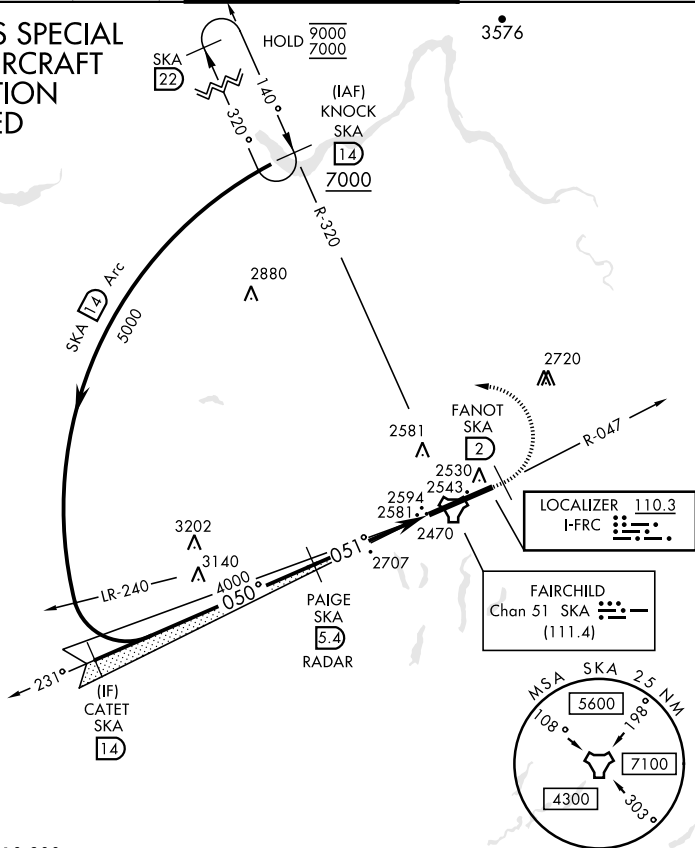 S SPECIAL
RCRAFT
TION
ED
SKA
22
HOLD 9000
7000
3576
140°
320°
(IAF)
KNOCK
SKA
14
7000
R-320
SKA 14 Arc
5000
2880
2720
FANOT
SKA
2
2581
R-047
2530
2543
2594
2581
2470
LOCALIZER 110.3
I-FRC
3202
3140
051°
2707
LR-240
4000
050°
PAIGE
SKA
5.4
RADAR
FAIRCHILD
Chan 51 SKA
(111.4)
231°
(IF)
CATET
SKA
14
MSA SKA 25 NM
108°
5600
198°
7100
4300
303°